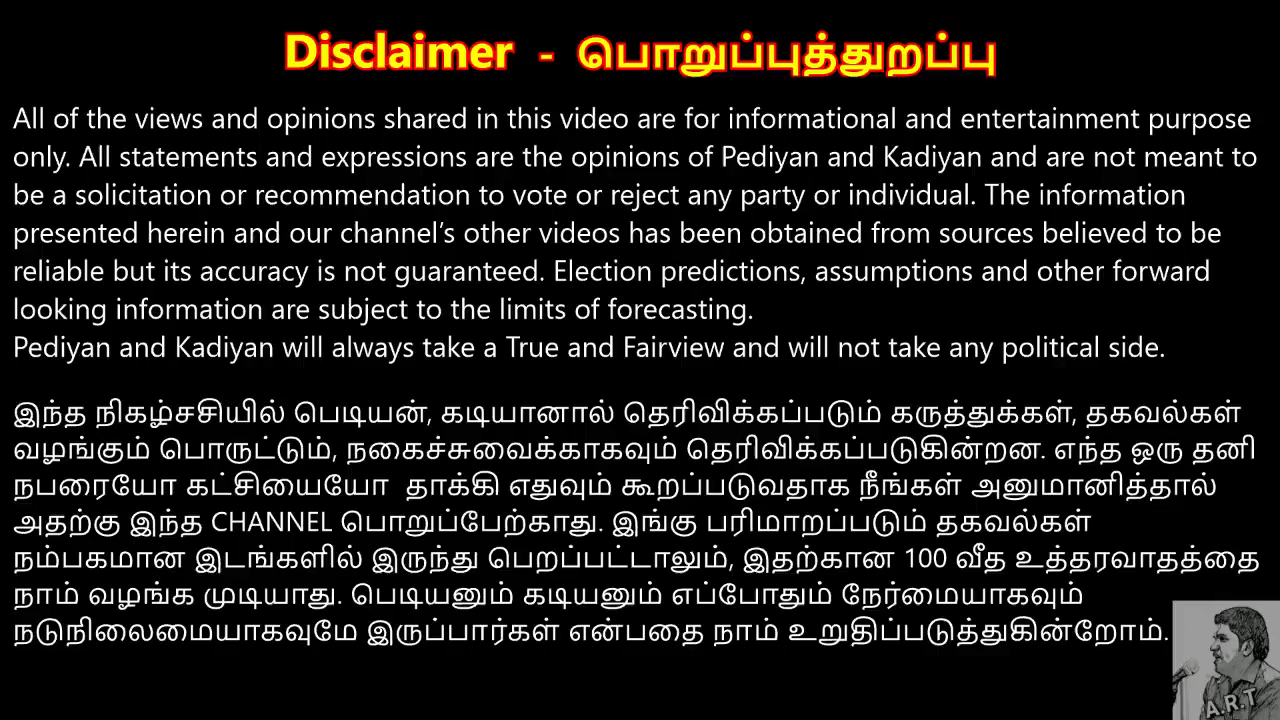 Disclaimer - பொறுப்புத்துறப்பு
All of the views and opinions shared in this video are for informational and entertainment purpose
only. All statements and expressions are the opinions of Pediyan and Kadiyan and are not meant to
be a solicitation or recommendation to vote or reject any party or individual. The information
presented herein and our channel’s other videos has been obtained from sources believed to be
reliable but its accuracy is not guaranteed. Election predictions, assumptions and other forward
looking information are subject to the limits of forecasting.
Pediyan and Kadiyan will always take a True and Fairview and will not take any political side.
இந்த நிகழ்சசியில் பெடியன், கடியானால் தெரிவிக்கப்படும் கருத்துக்கள், தகவல்கள்
வழங்கும் பொருட்டும், நகைச்சுவைக்காகவும் தெரிவிக்கப்படுகின்றன. எந்த ஒரு தனி
நபரையோ கட்சியையோ தாக்கி எதுவும் கூறப்படுவதாக நீங்கள் அனுமானித்தால்
அதற்கு இந்த CHANNEL பொறுப்பேற்காது. இங்கு பரிமாறப்படும் தகவல்கள்
நம்பகமான இடங்களில் இருந்து பெறப்பட்டாலும், இதற்கான 100 வீத உத்தரவாதத்தை
நாம் வழங்க முடியாது. பெடியனும் கடியனும் எப்போதும் நேர்மையாகவும்
நடுநிலைமையாகவுமே இருப்பார்கள் என்பதை நாம் உறுதிப்படுத்துகின்றோம்.
A.R.T